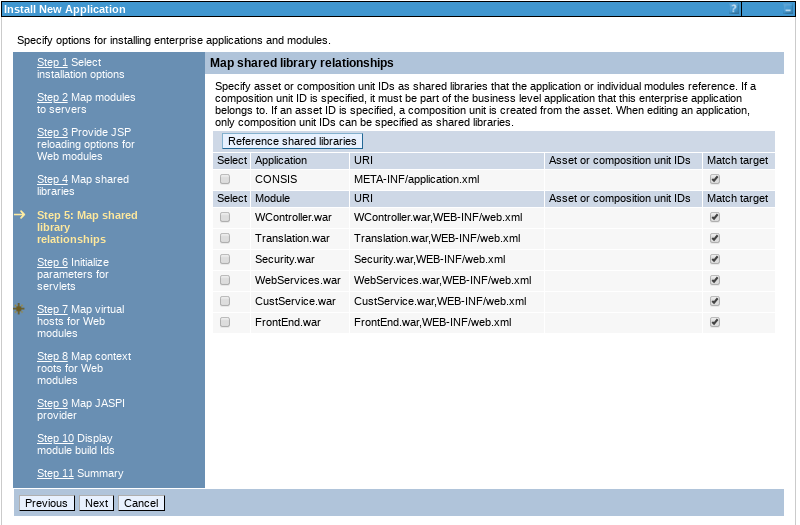 Install New Application
Specify options for installing enterprise applications and modules.
Step 1 Select
installation options
Step 2 Map modules
to servers
Step 3 Provide JSP
reloading options for
Web modules
Step 4 Map shared
libraries
Step 5: Map shared
library
relationships
Step 6 Initialize
parameters for
servlets
Step 7 Map virtual
hosts for Web
modules
Step 8 Map context
roots for Web
modules
Step 9 Map JASPI
provider
Step 10 Display
module build Ids
Step 11 Summary
Map shared library relationships
Specify asset or composition unit IDs as shared libraries that the application or individual modules reference. If a
composition unit ID is specified, it must be part of the business level application that this enterprise application
belongs to. If an asset ID is specified, a composition unit is created from the asset. When editing an application,
only composition unit IDs can be specified as shared libraries.
Reference shared libraries
Select Application URI Asset or composition unit IDs Match target
CONSIS META-INF/application.xml
Select Module URI Asset or composition unit IDs Match target
WController.war WController.war,WEB-INF/web.xml
Translation.war Translation.war,WEB-INF/web.xml
Security.war Security.war,WEB-INF/web.xml
WebServices.war WebServices.war,WEB-INF/web.xml
CustService.war CustService.war,WEB-INF/web.xml
FrontEnd.war FrontEnd.war,WEB-INF/web.xml
Previous Next Cancel